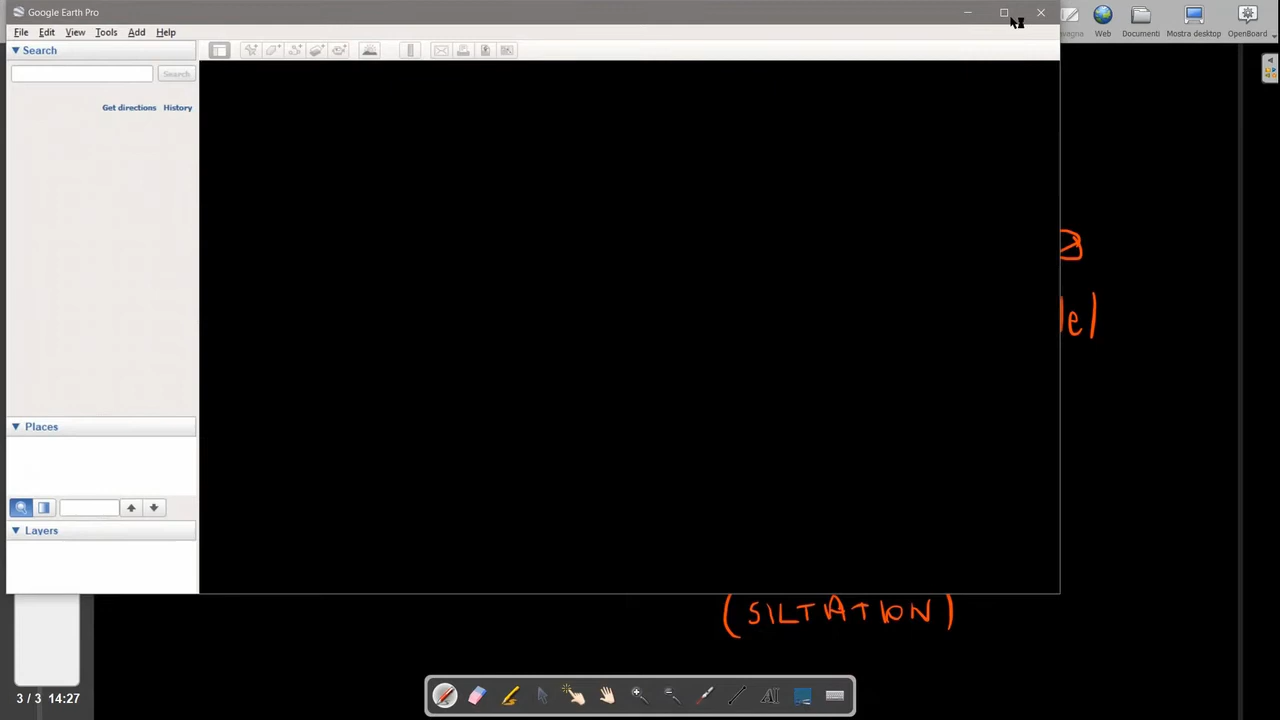 Google Earth Pro
File Edit View Tools Add Help
Web Documenti Mostra desktop OpenBoard
Search
Search
Get directions History
Places
Layers
(SILTATION)
3 / 3 14:27
AI